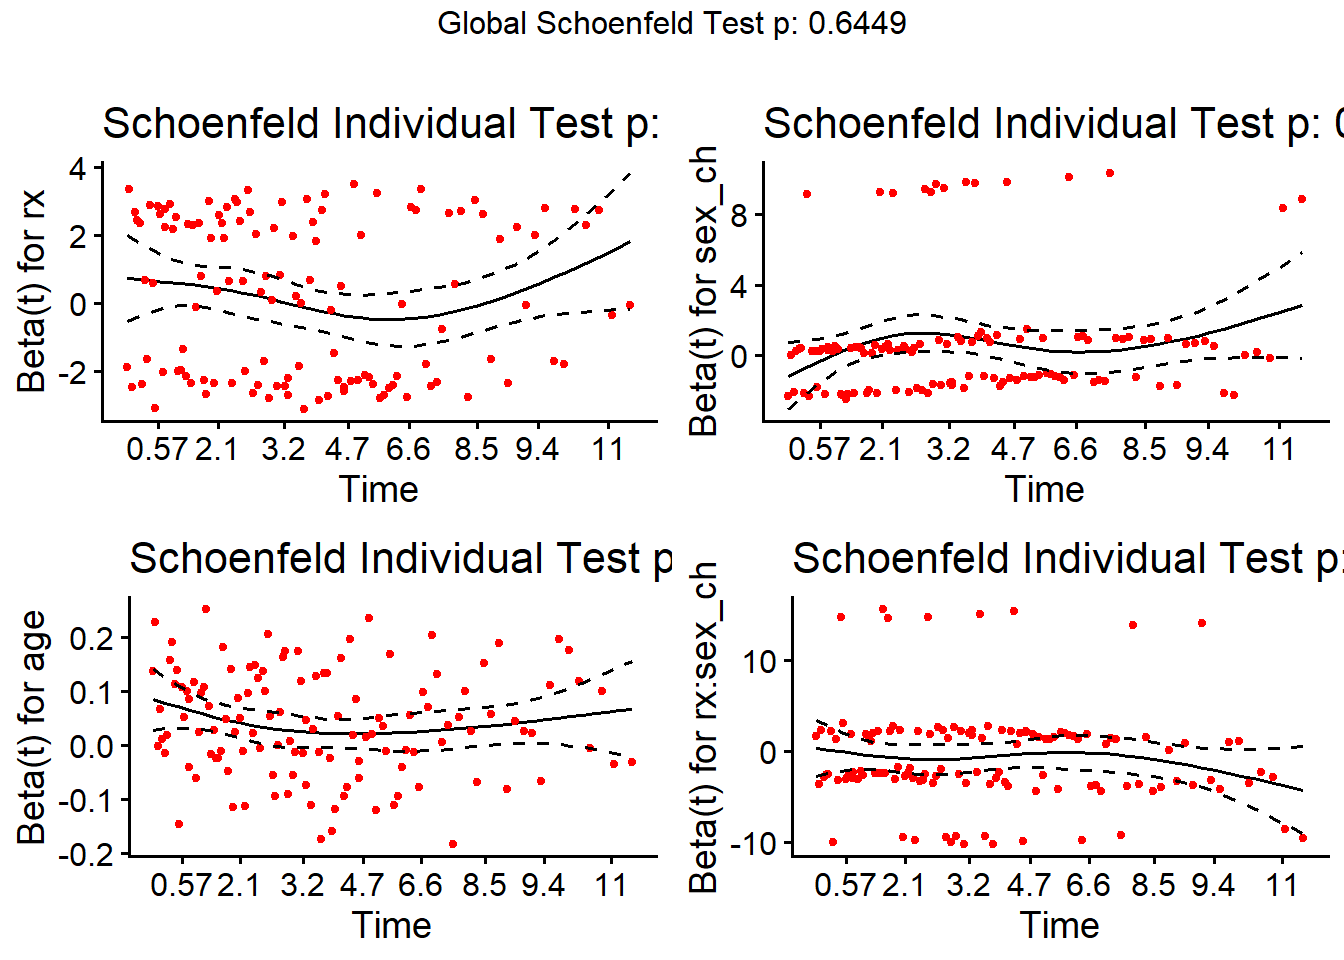 Global Schoenfeld Test p: 0.6449
Schoenfeld Individual Test p:
Beta(t) for rx
4
2
0
-2
0.57 2.1 3.2 4.7 6.6 8.5 9.4 11
Time
Schoenfeld Individual Test p: 0
Beta(t) for sex_ch
8
4
0
0.57 2.1 3.2 4.7 6.6 8.5 9.4 11
Time
Schoenfeld Individual Test p
Beta(t) for age
0.2
0.1
0.0
-0.1
-0.2
0.57 2.1 3.2 4.7 6.6 8.5 9.4 11
Time
Schoenfeld Individual Test p:
Beta(t) for rx:sex_ch
10
0
-10
0.57 2.1 3.2 4.7 6.6 8.5 9.4 11
Time